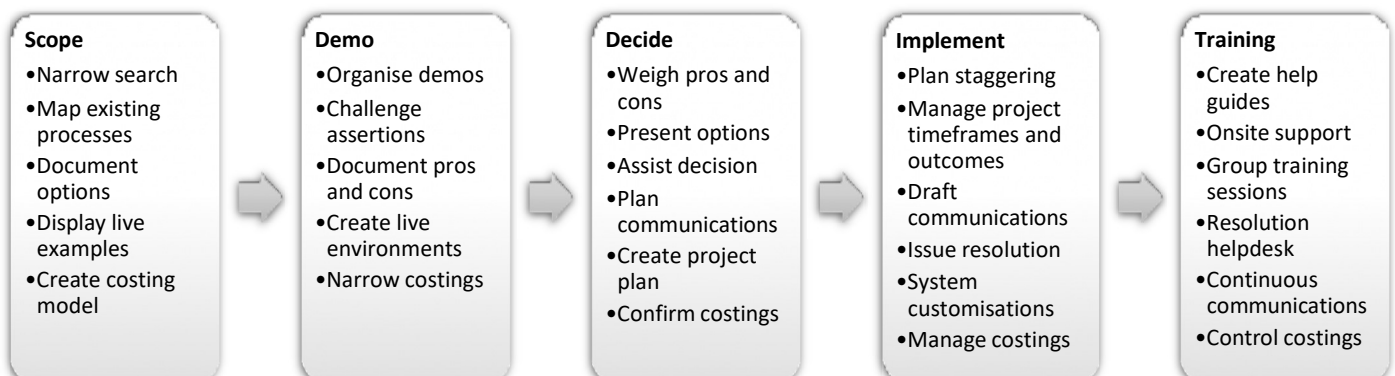 Scope
•Narrow search
•Map existing
processes
•Document
options
•Display live
examples
•Create costing
model
Demo
•Organise demos
•Challenge
assertions
•Document pros
and cons
•Create live
environments
•Narrow costings
Decide
•Weigh pros and
cons
•Present options
•Assist decision
•Plan
communications
•Create project
plan
•Confirm costings
Implement
•Plan staggering
•Manage project
timeframes and
outcomes
•Draft
communications
•Issue resolution
•System
customisations
•Manage costings
Training
•Create help
guides
•Onsite support
•Group training
sessions
•Resolution
helpdesk
•Continuous
communications
•Control costings